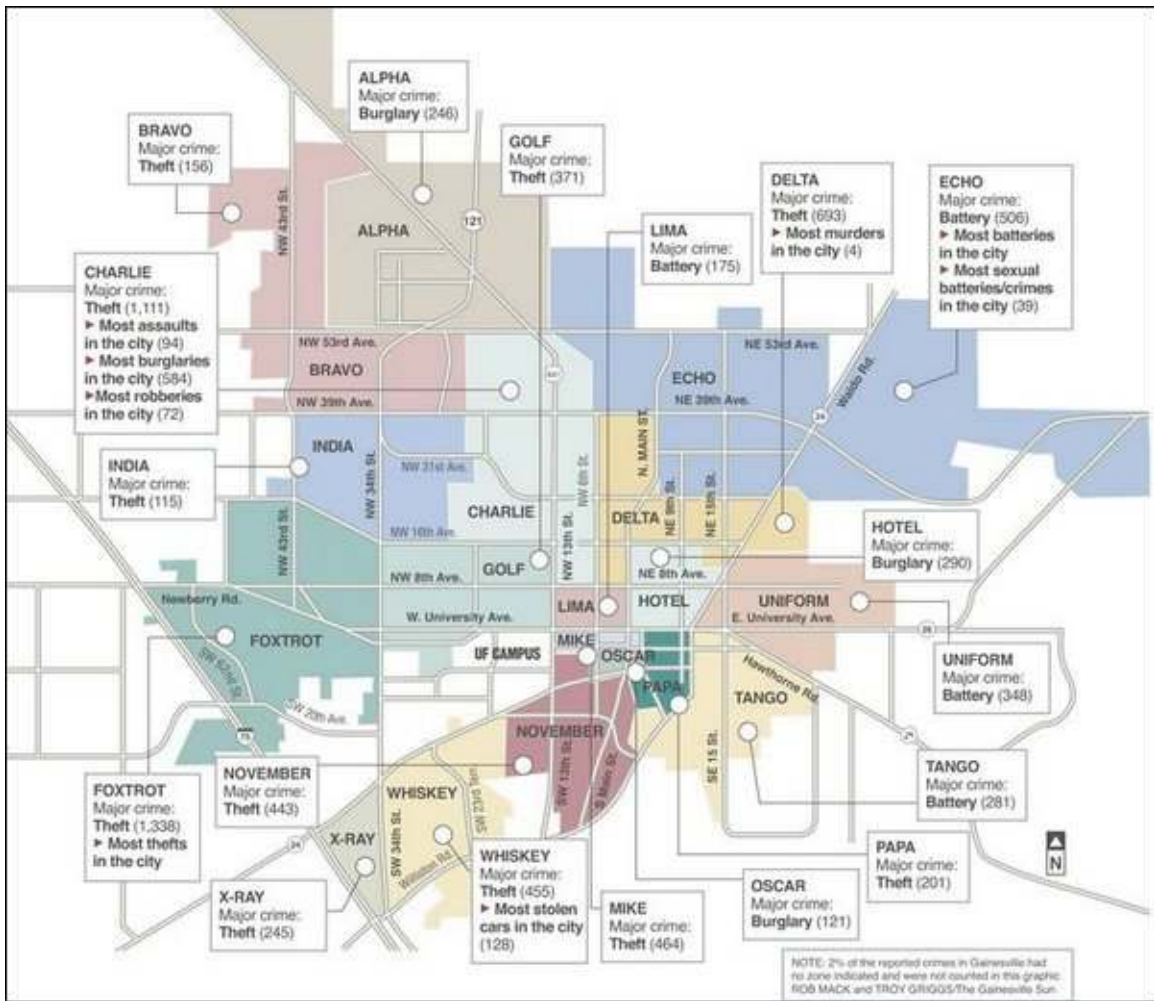 ALPHA
Major crime:
Burglary (246)
BRAVO
Major crime:
Theft (156)
GOLF
Major crime:
Theft (371)
DELTA
Major crime:
Theft (693)
▶ Most murders
in the city (4)
ECHO
Major crime:
Battery (506)
▶ Most batteries
in the city
▶ Most sexual
batteries/crimes
in the city (39)
LIMA
Major crime:
Battery (175)
CHARLIE
Major crime:
Theft (1,111)
▶ Most assaults
in the city (94)
▶ Most burglaries
in the city (584)
▶Most robberies
in the city (72)
INDIA
Major crime:
Theft (115)
HOTEL
Major crime:
Burglary (290)
UNIFORM
Major crime:
Battery (348)
TANGO
Major crime:
Battery (281)
PAPA
Major crime:
Theft (201)
OSCAR
Major crime:
Burglary (121)
MIKE
Major crime:
Theft (464)
WHISKEY
Major crime:
Theft (455)
▶ Most stolen
cars in the city
(128)
NOVEMBER
Major crime:
Theft (443)
FOXTROT
Major crime:
Theft (1,338)
▶ Most thefts
in the city
X-RAY
Major crime:
Theft (245)
ALPHA
121
NW 43rd St.
NW 53rd Ave.
NE 53rd Ave.
BRAVO
ECHO
Waldo Rd.
NW 39th Ave.
NE 39th Ave.
24
INDIA
NW 34th St.
NW 31st Ave.
NW 6th St.
N. MAIN ST.
CHARLIE
NW 16th Ave.
NW 13th St.
DELTA
NE 9th St.
NE 15th St.
NW 43rd St.
GOLF
NW 8th Ave.
NE 8th Ave.
Newberry Rd.
W. University Ave.
LIMA
HOTEL
UNIFORM
E. University Ave.
26
FOXTROT
UF CAMPUS
MIKE
OSCAR
PAPA
TANGO
Hawthorne Rd.
SW 62nd St.
SW 20th Ave.
75
NOVEMBER
SW 13th St.
S Main St.
SE 15 St.
WHISKEY
SW 23rd Terr.
SW 34th St.
X-RAY
Williston Rd.
24
N
NOTE: 2% of the reported crimes in Gainesville had
no zone indicated and were not counted in this graphic
ROB MACK and TROY GRIGGS/The Gainesville Sun